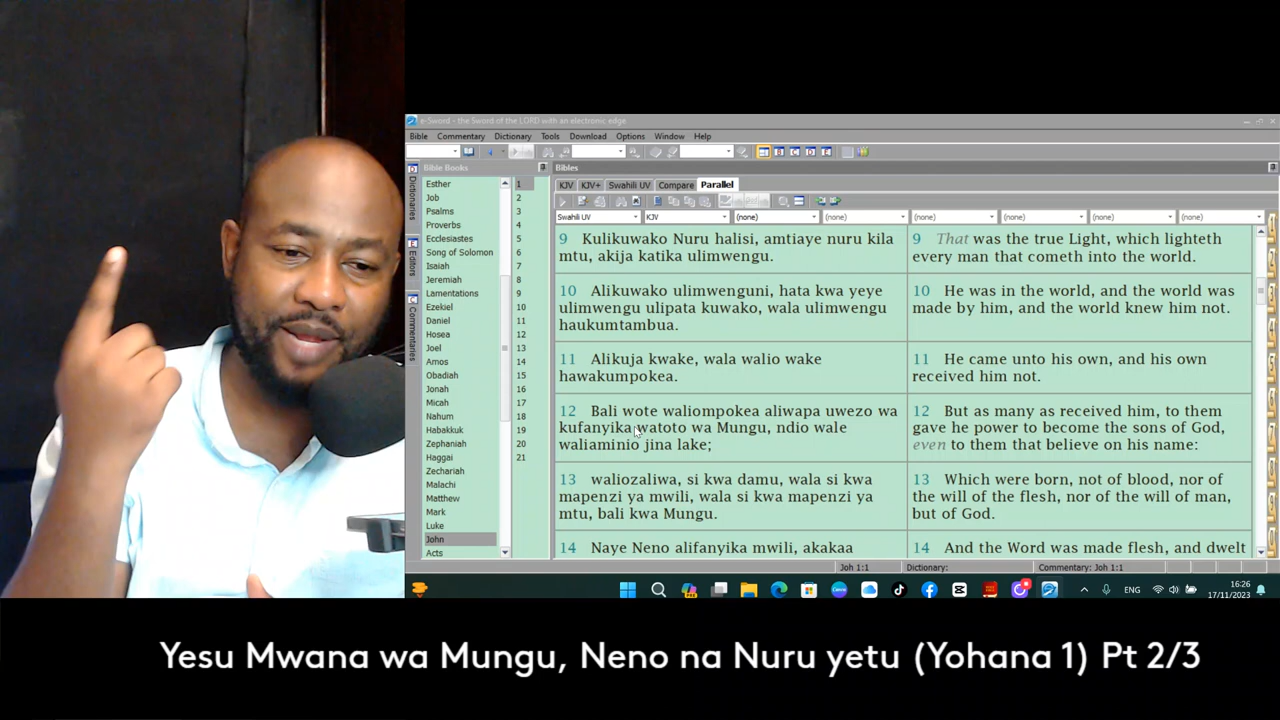 e-Sword - the Sword of the LORD with an electronic edge
Bible Commentary Dictionary Tools Download Options Window Help
Dictionaries
Editors
Commentaries
Bible Books
Esther
Job
Psalms
Proverbs
Ecclesiastes
Song of Solomon
Isaiah
Jeremiah
Lamentations
Ezekiel
Daniel
Hosea
Joel
Amos
Obadiah
Jonah
Micah
Nahum
Habakkuk
Zephaniah
Haggai
Zechariah
Malachi
Matthew
Mark
Luke
John
Acts
1
2
3
4
5
6
7
8
9
10
11
12
13
14
15
16
17
18
19
20
21
Bibles
KJV KJV+ Swahili UV Compare Parallel
Swahili UV KJV (none) (none) (none) (none) (none) (none)
9 Kulikuwako Nuru halisi, amtiaye nuru kila
mtu, akija katika ulimwengu.
9 That was the true Light, which lighteth
every man that cometh into the world.
10 Alikuwako ulimwenguni, hata kwa yeye
ulimwengu ulipata kuwako, wala ulimwengu
haukumtambua.
10 He was in the world, and the world was
made by him, and the world knew him not.
11 Alikuja kwake, wala walio wake
hawakumpokea.
11 He came unto his own, and his own
received him not.
12 Bali wote waliompokea aliwapa uwezo wa
kufanyika watoto wa Mungu, ndio wale
waliaminio jina lake;
12 But as many as received him, to them
gave he power to become the sons of God,
even to them that believe on his name:
13 waliozaliwa, si kwa damu, wala si kwa
mapenzi ya mwili, wala si kwa mapenzi ya
mtu, bali kwa Mungu.
13 Which were born, not of blood, nor of
the will of the flesh, nor of the will of man,
but of God.
14 Naye Neno alifanyika mwili, akakaa
14 And the Word was made flesh, and dwelt
Joh 1:1 Dictionary: Commentary: Joh 1:1
ENG
16:26
17/11/2023
Yesu Mwana wa Mungu, Neno na Nuru yetu (Yohana 1) Pt 2/3